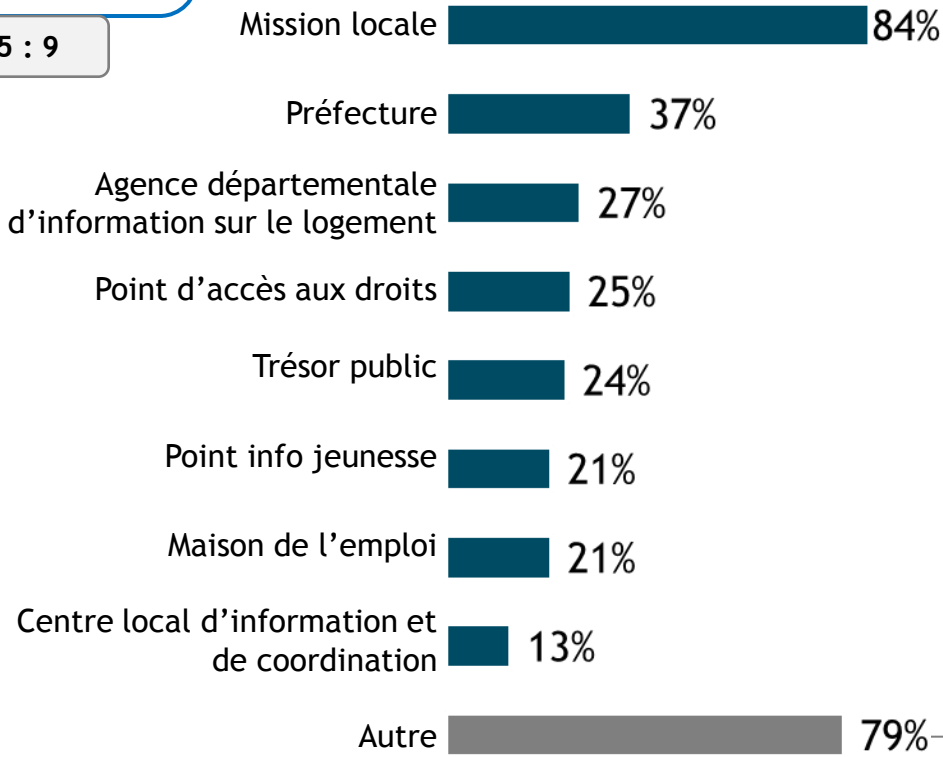 5 : 9
Mission locale 84%
Préfecture 37%
Agence départementale
d’information sur le logement 27%
Point d’accès aux droits 25%
Trésor public 24%
Point info jeunesse 21%
Maison de l’emploi 21%
Centre local d’information et
de coordination 13%
Autre 79%